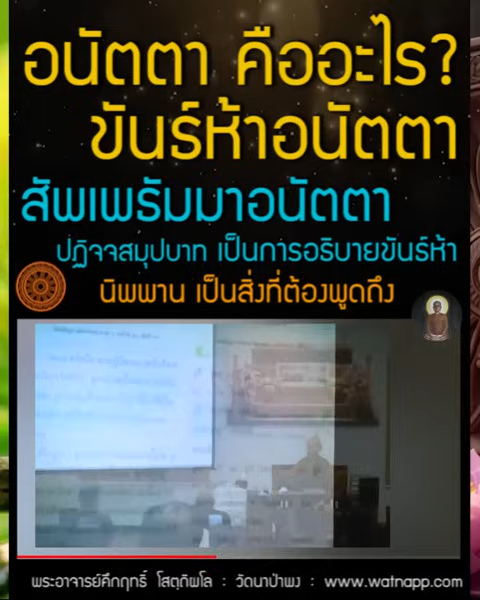 อนัตตา คืออะไร?
ขันธ์ห้าอนัตตา
สัพเพธัมมาอนัตตา
ปฏิจจสมุปบาท เป็นการอธิบายขันธ์ห้า
นิพพาน เป็นสิ่งที่ต้องพูดถึง
พระอาจารย์คึกฤทธิ์ โสตฺถิผโล : วัดนาป่าพง : www.watnapp.com